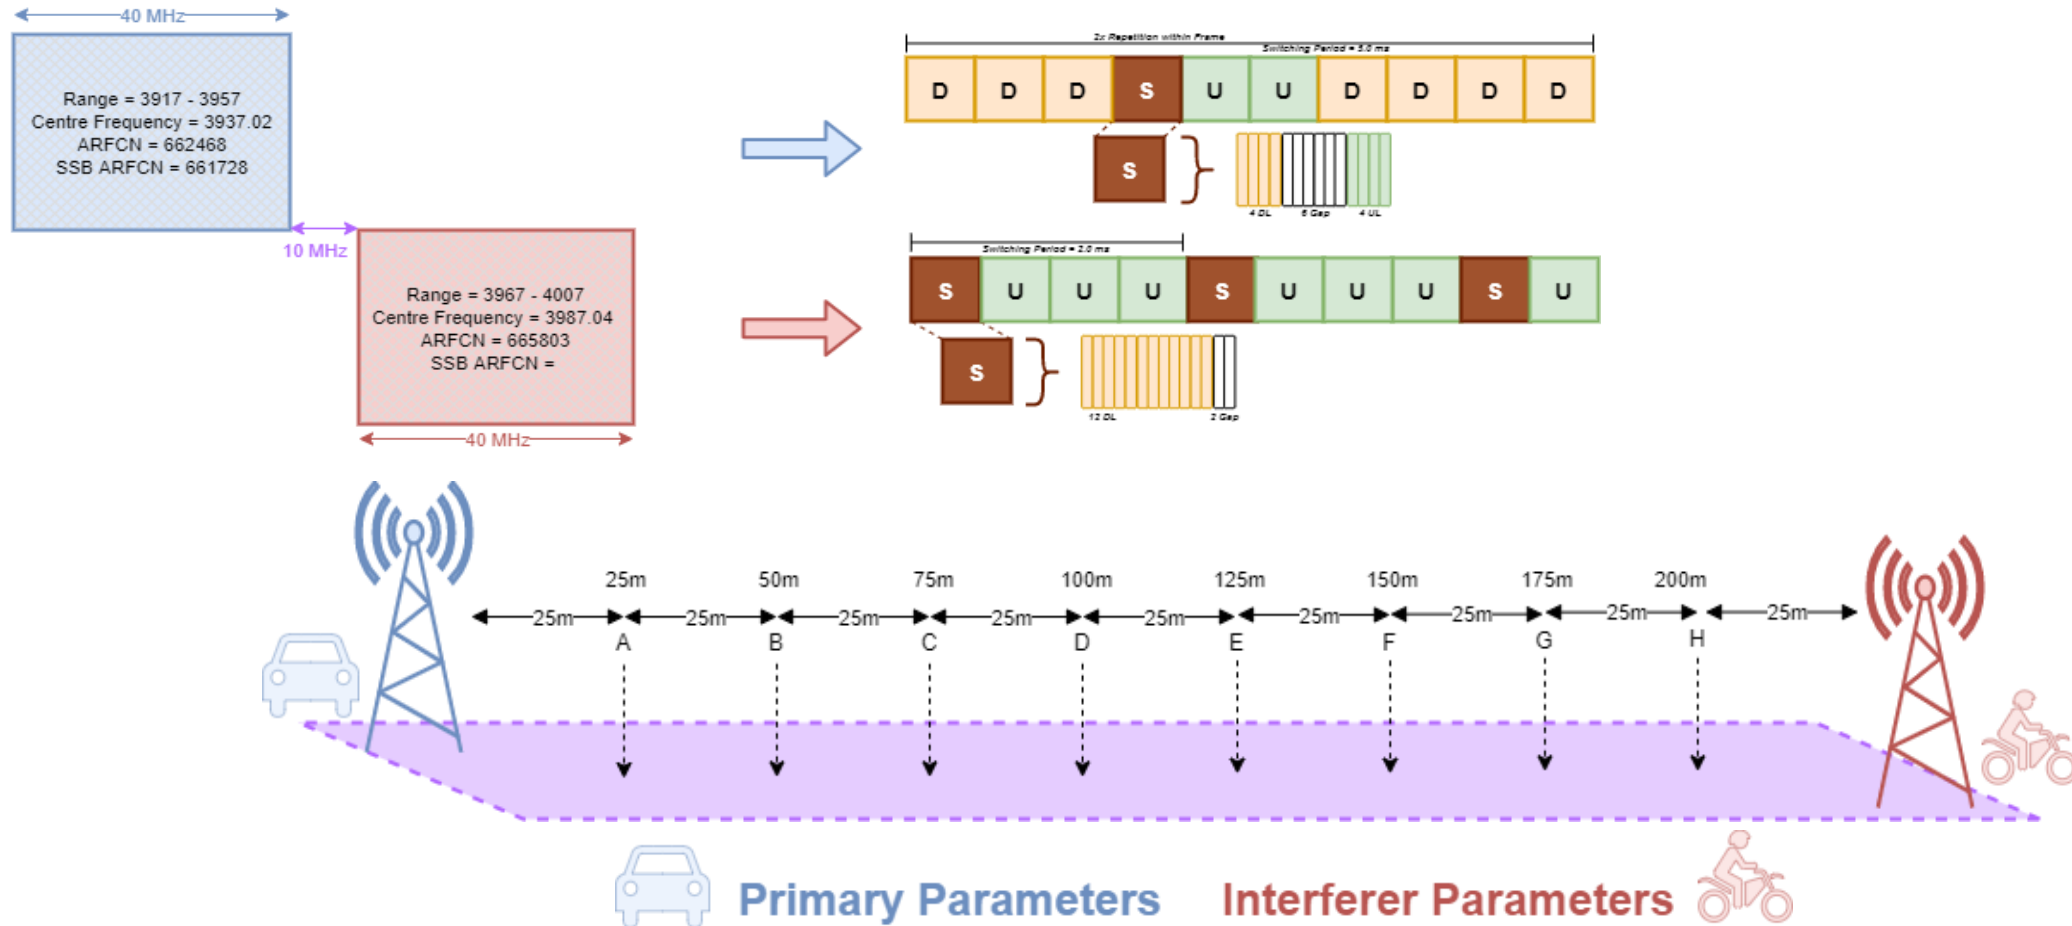 40 MHz
Range = 3917 - 3957
Centre Frequency = 3937.02
ARFCN = 662468
SSB ARFCN = 661728
10 MHz
Range = 3967 - 4007
Centre Frequency = 3987.04
ARFCN = 665803
SSB ARFCN =
40 MHz
2x Repetition within Frame
Switching Period = 5.0 ms
D D D S U U D D D D
S
4 DL 6 Gap 4 UL
Switching Period = 2.0 ms
S U U U S U U U S U
S
12 DL 2 Gap
25m 50m 75m 100m 125m 150m 175m 200m
25m 25m 25m 25m 25m 25m 25m 25m 25m
A B C D E F G H
Primary Parameters
Interferer Parameters